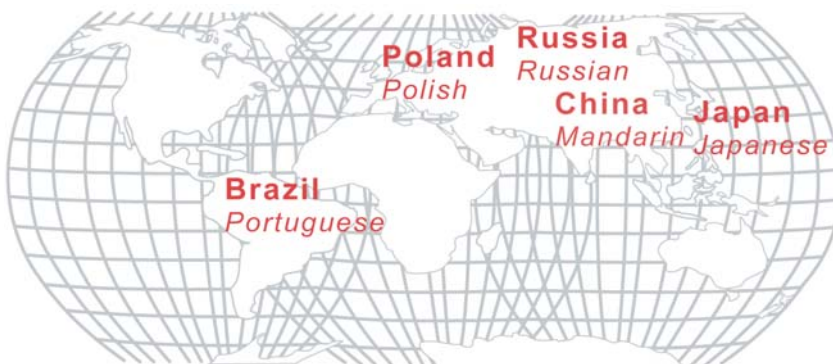 Poland
Polish
Russia
Russian
China
Mandarin
Japan
Japanese
Brazil
Portuguese